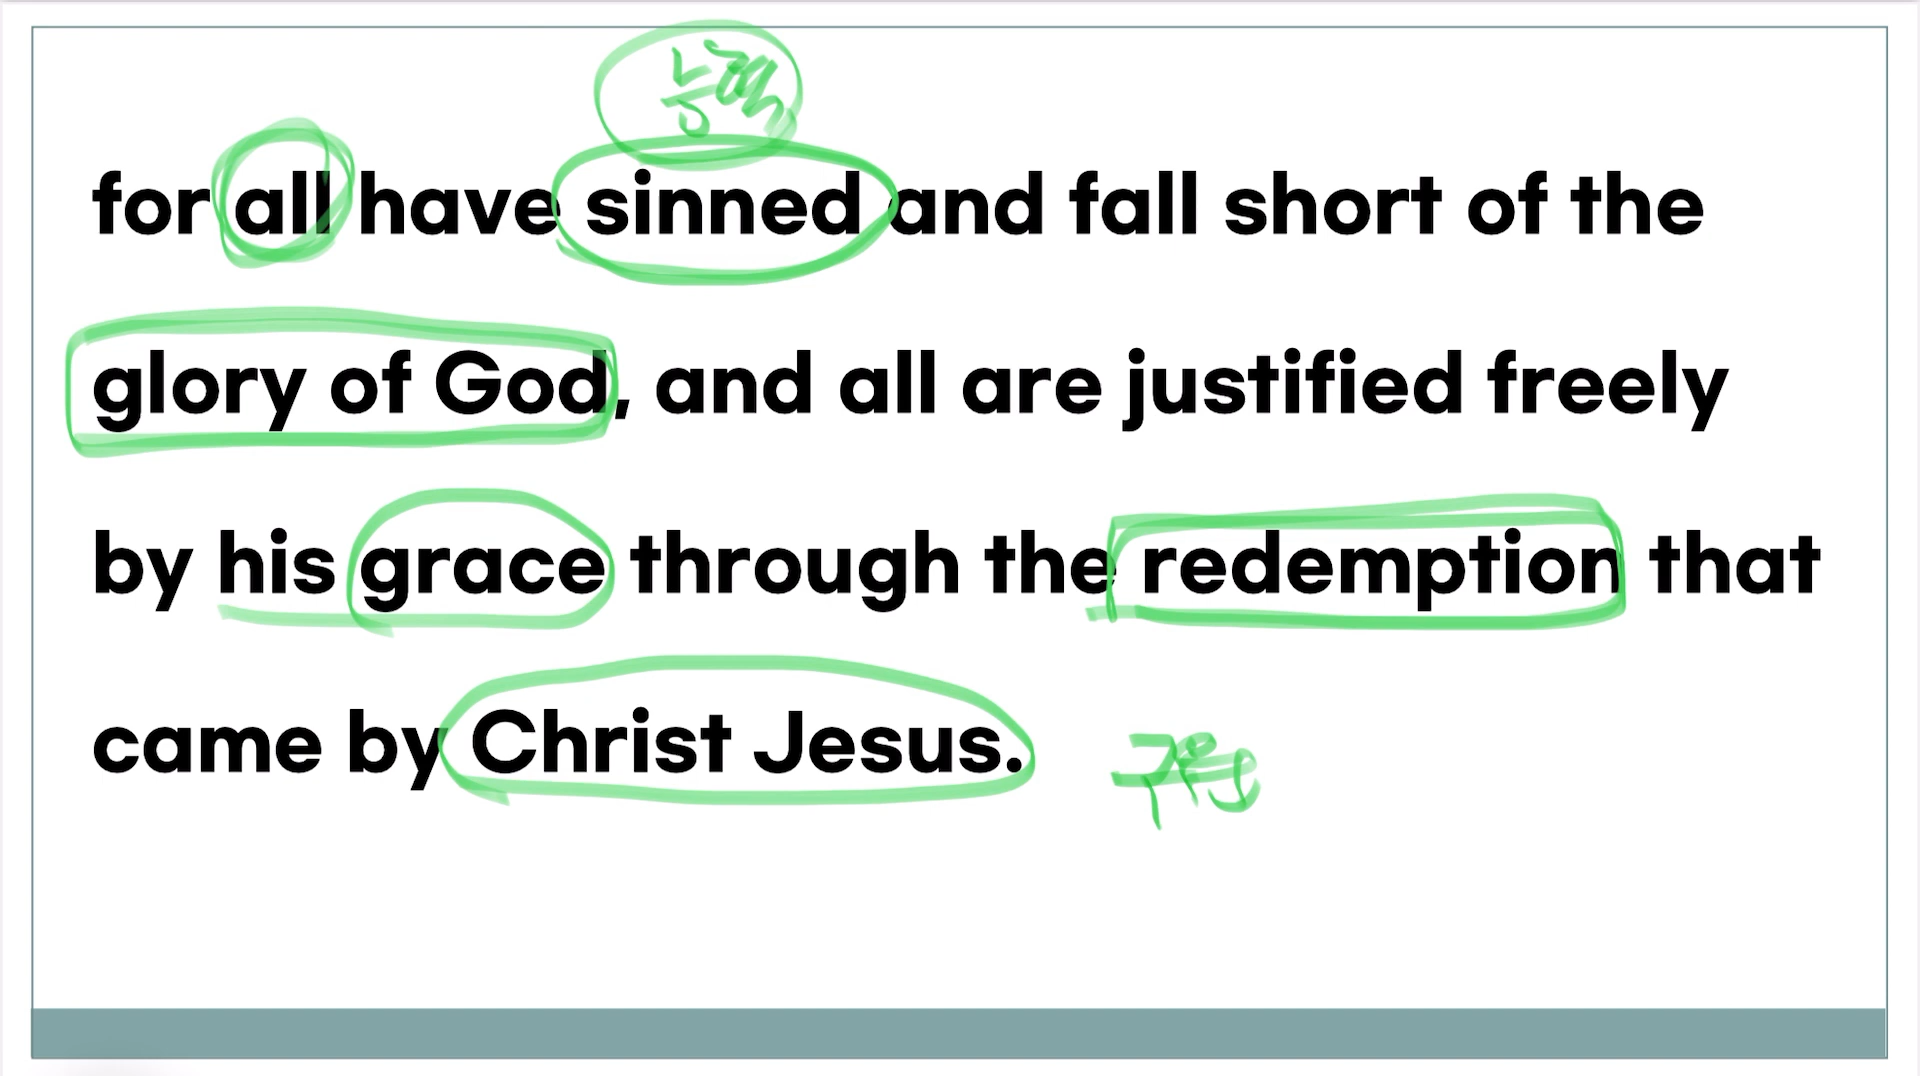 for all have sinned and fall short of the
glory of God, and all are justified freely
by his grace through the redemption that
came by Christ Jesus.